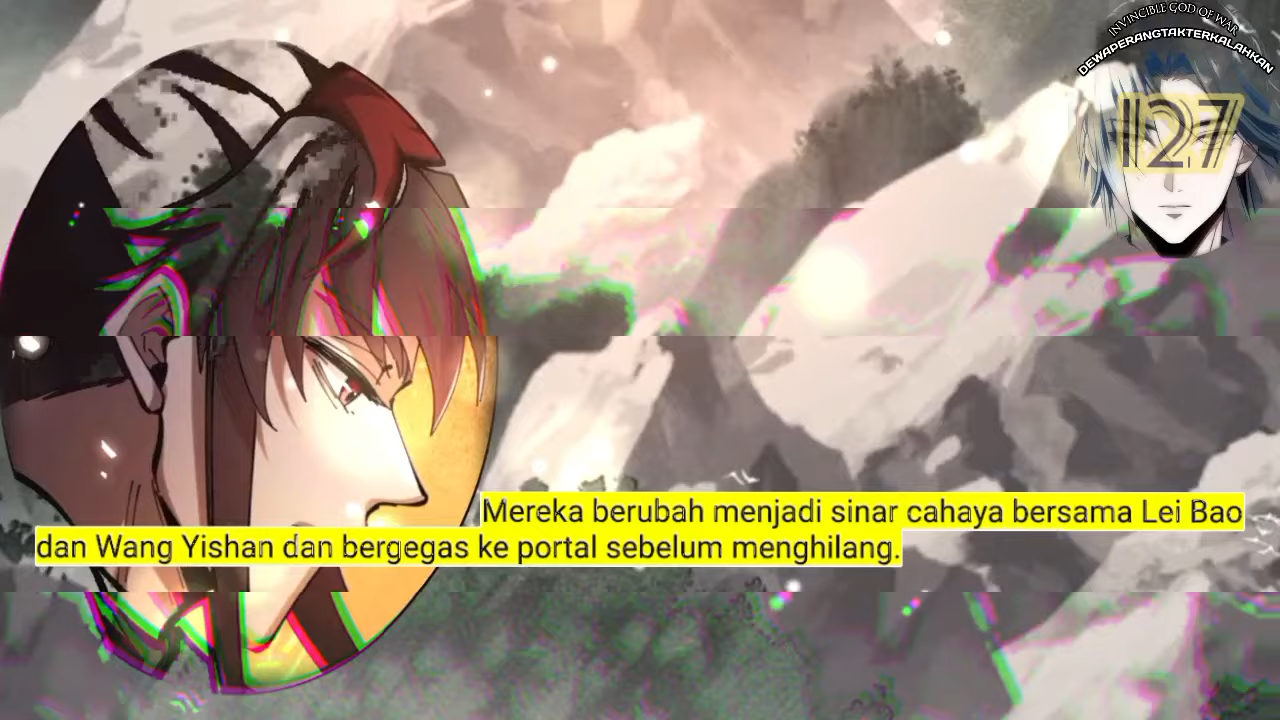 INVINCIBLE GOD OF WAR
DEWAPERANGTAKTERKALAHKAN
127
Mereka berubah menjadi sinar cahaya bersama Lei Bao
dan Wang Yishan dan bergegas ke portal sebelum menghilang.